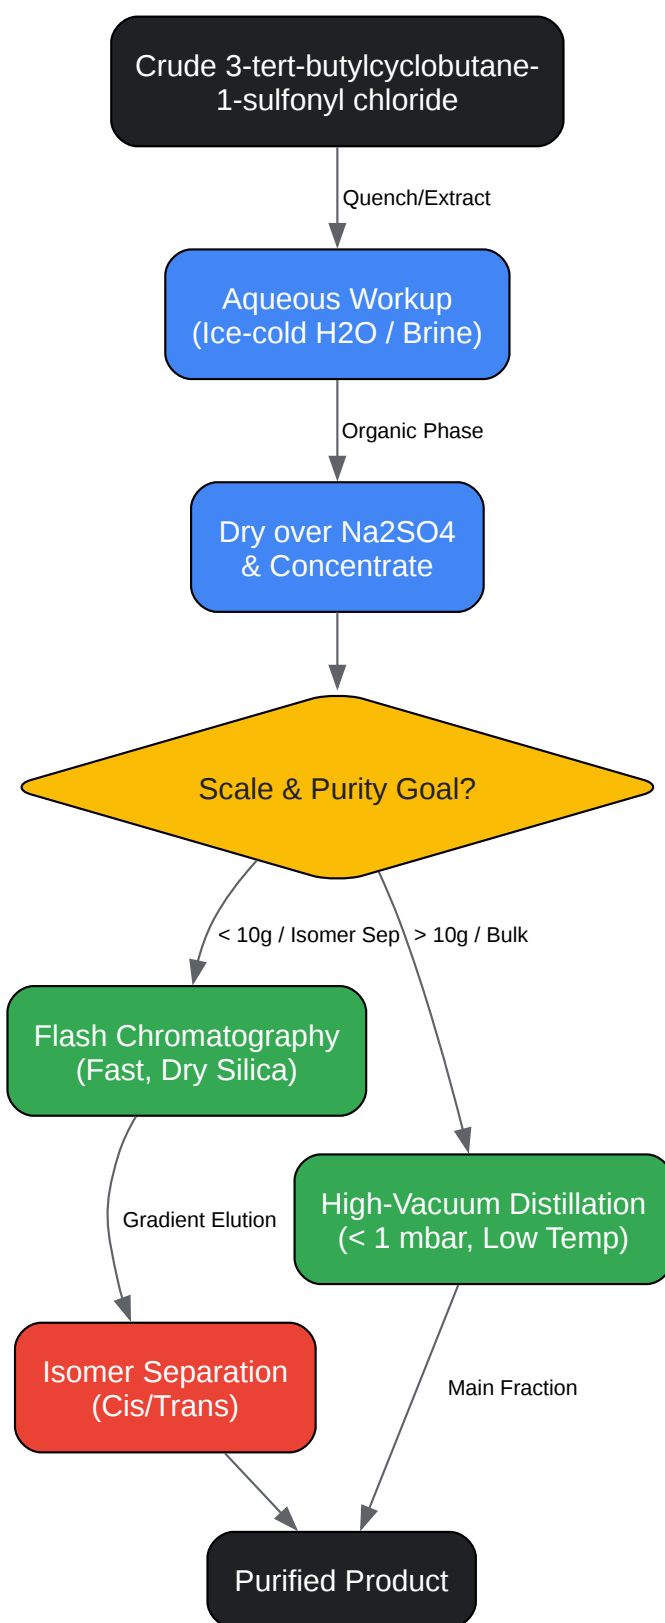 Crude 3-tert-butylcyclobutane-
1-sulfonyl chloride
Quench/Extract
Aqueous Workup
(Ice-cold H2O / Brine)
Organic Phase
Dry over Na2SO4
& Concentrate
Scale & Purity Goal?
< 10g / Isomer Sep
> 10g / Bulk
Flash Chromatography
(Fast, Dry Silica)
High-Vacuum Distillation
(< 1 mbar, Low Temp)
Gradient Elution
Isomer Separation
(Cis/Trans)
Main Fraction
Purified Product